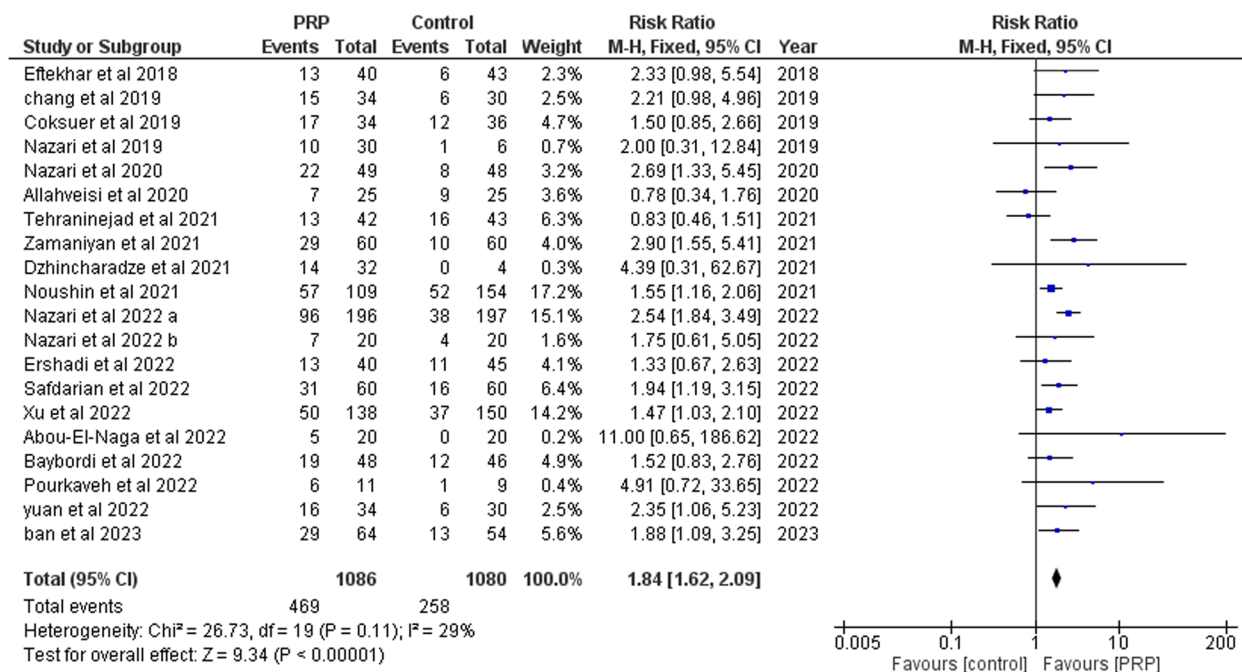 PRP Control Risk Ratio Risk Ratio
Study or Subgroup Events Total Events Total Weight M-H, Fixed, 95% CI Year M-H, Fixed, 95% CI
Eftekhar et al 2018 13 40 6 43 2.3% 2.33 [0.98, 5.54] 2018
chang et al 2019 15 34 6 30 2.5% 2.21 [0.98, 4.96] 2019
Coksuer et al 2019 17 34 12 36 4.7% 1.50 [0.85, 2.66] 2019
Nazari et al 2019 10 30 1 6 0.7% 2.00 [0.31, 12.84] 2019
Nazari et al 2020 22 49 8 48 3.2% 2.69 [1.33, 5.45] 2020
Allahveisi et al 2020 7 25 9 25 3.6% 0.78 [0.34, 1.76] 2020
Tehraninejad et al 2021 13 42 16 43 6.3% 0.83 [0.46, 1.51] 2021
Zamaniyan et al 2021 29 60 10 60 4.0% 2.90 [1.55, 5.41] 2021
Dzhincharadze et al 2021 14 32 0 4 0.3% 4.39 [0.31, 62.67] 2021
Noushin et al 2021 57 109 52 154 17.2% 1.55 [1.16, 2.06] 2021
Nazari et al 2022 a 96 196 38 197 15.1% 2.54 [1.84, 3.49] 2022
Nazari et al 2022 b 7 20 4 20 1.6% 1.75 [0.61, 5.05] 2022
Ershadi et al 2022 13 40 11 45 4.1% 1.33 [0.67, 2.63] 2022
Safdarian et al 2022 31 60 16 60 6.4% 1.94 [1.19, 3.15] 2022
Xu et al 2022 50 138 37 150 14.2% 1.47 [1.03, 2.10] 2022
Abou-El-Naga et al 2022 5 20 0 20 0.2% 11.00 [0.65, 186.62] 2022
Baybordi et al 2022 19 48 12 46 4.9% 1.52 [0.83, 2.76] 2022
Pourkaveh et al 2022 6 11 1 9 0.4% 4.91 [0.72, 33.65] 2022
yuan et al 2022 16 34 6 30 2.5% 2.35 [1.06, 5.23] 2022
ban et al 2023 29 64 13 54 5.6% 1.88 [1.09, 3.25] 2023
Total (95% CI) 1086 1080 100.0% 1.84 [1.62, 2.09]
Total events 469 258
Heterogeneity: Chi² = 26.73, df = 19 (P = 0.11); I² = 29%
Test for overall effect: Z = 9.34 (P < 0.00001)
0.005 0.1 1 10 200
Favours [control] Favours [PRP]